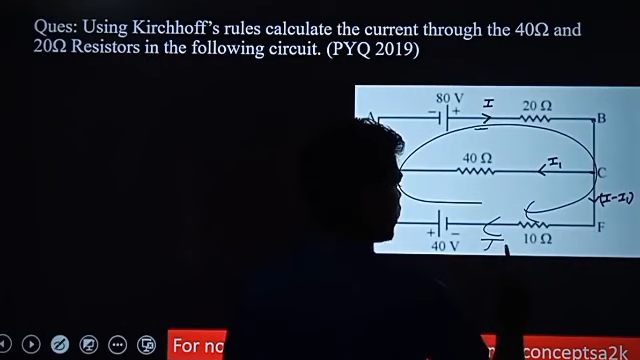 Ques: Using Kirchhoff's rules calculate the current through the 40Ω and
20Ω Resistors in the following circuit. (PYQ 2019)
80 V
I
20 Ω
A
- +
B
40 Ω
I₁
C
(I-I₁)
+ -
40 V
10 Ω
F
For
conceptsa2k